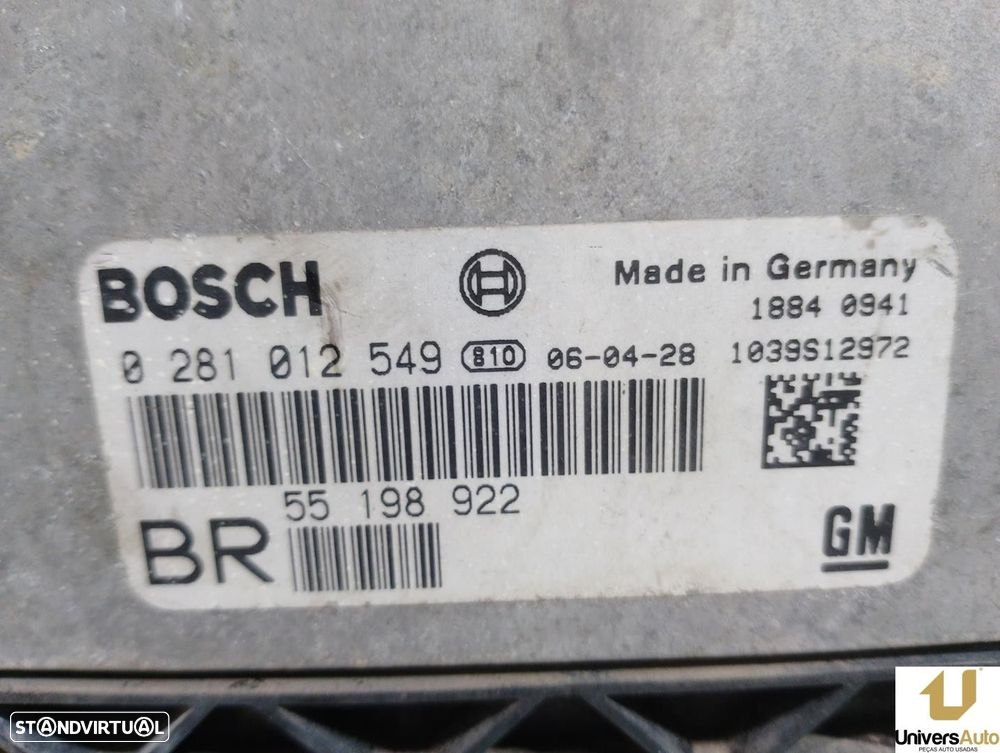 BOSCH
Made in Germany
1884 0941
0 281 012 549 810 06-04-28 1039S12972
55 198 922
BR
GM
STANDVIRTUAL
UniversAuto
PEÇAS AUTO USADAS